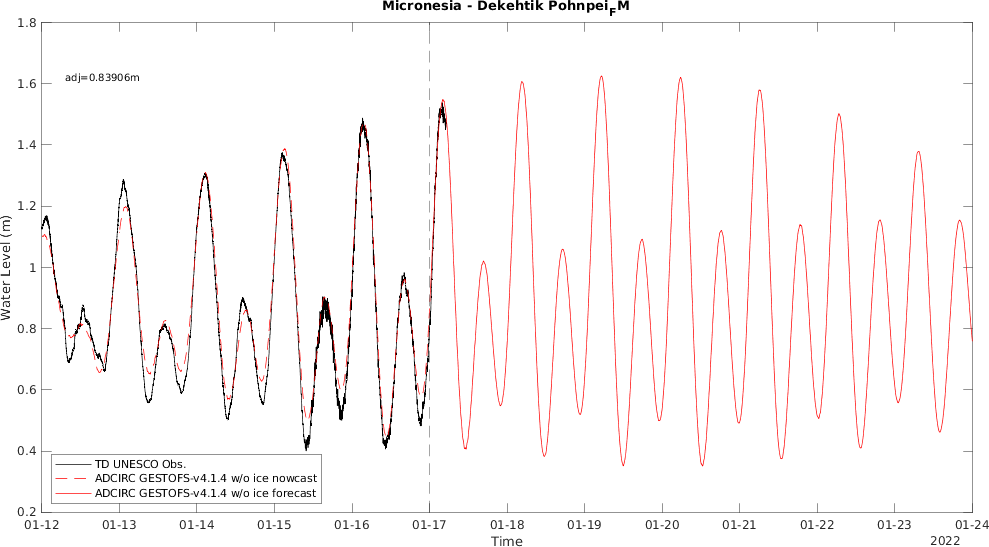 Micronesia - Dekehtik Pohnpei_FM
1.8
1.6
1.4
1.2
1
0.8
0.6
0.4
0.2
Water Level (m)
adj=0.83906m
TD UNESCO Obs.
ADCIRC GESTOFS-v4.1.4 w/o ice nowcast
ADCIRC GESTOFS-v4.1.4 w/o ice forecast
01-12 01-13 01-14 01-15 01-16 01-17 01-18 01-19 01-20 01-21 01-22 01-23 01-24
Time
2022